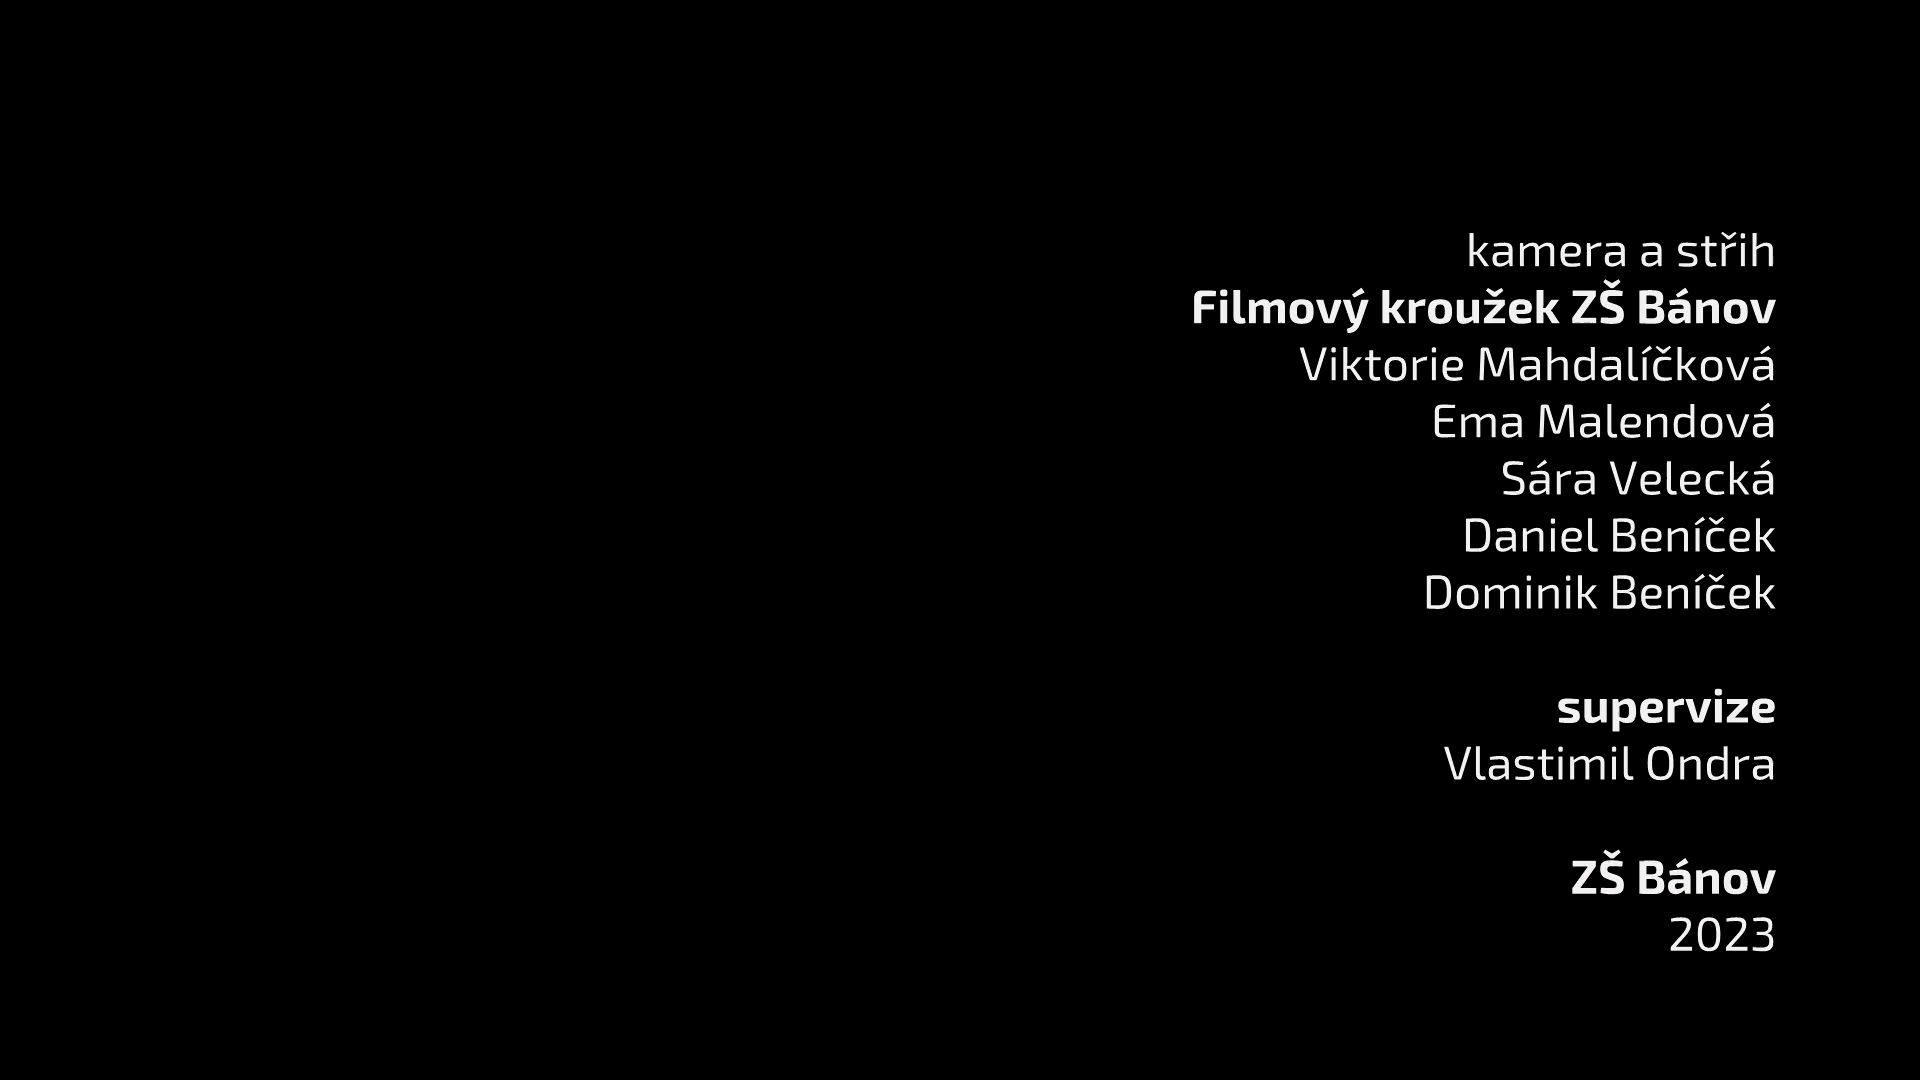 kamera a střih
Filmový kroužek ZŠ Bánov
Viktorie Mahdalíčková
Ema Malendová
Sára Velecká
Daniel Beníček
Dominik Beníček
supervize
Vlastimil Ondra
ZŠ Bánov
2023